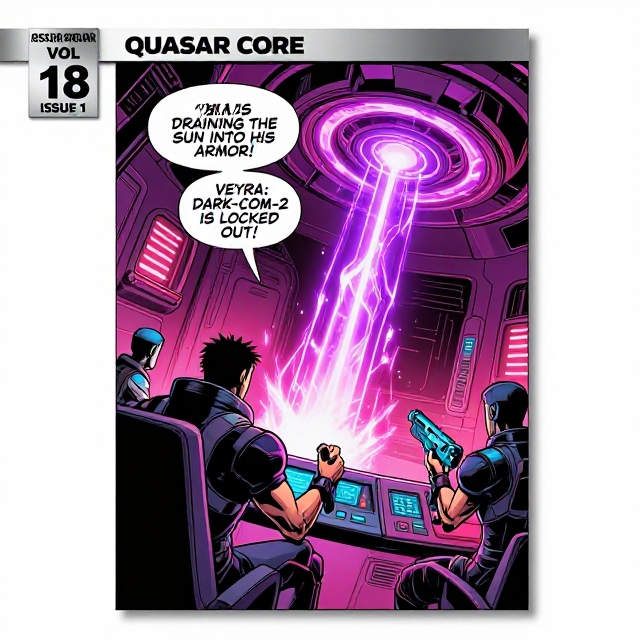 VOL
18
ISSUE 1
QUASAR CORE
DRAINING THE
SUN INTO HIS
ARMOR!
VEYRA:
DARK-COM-2
IS LOCKED
OUT!